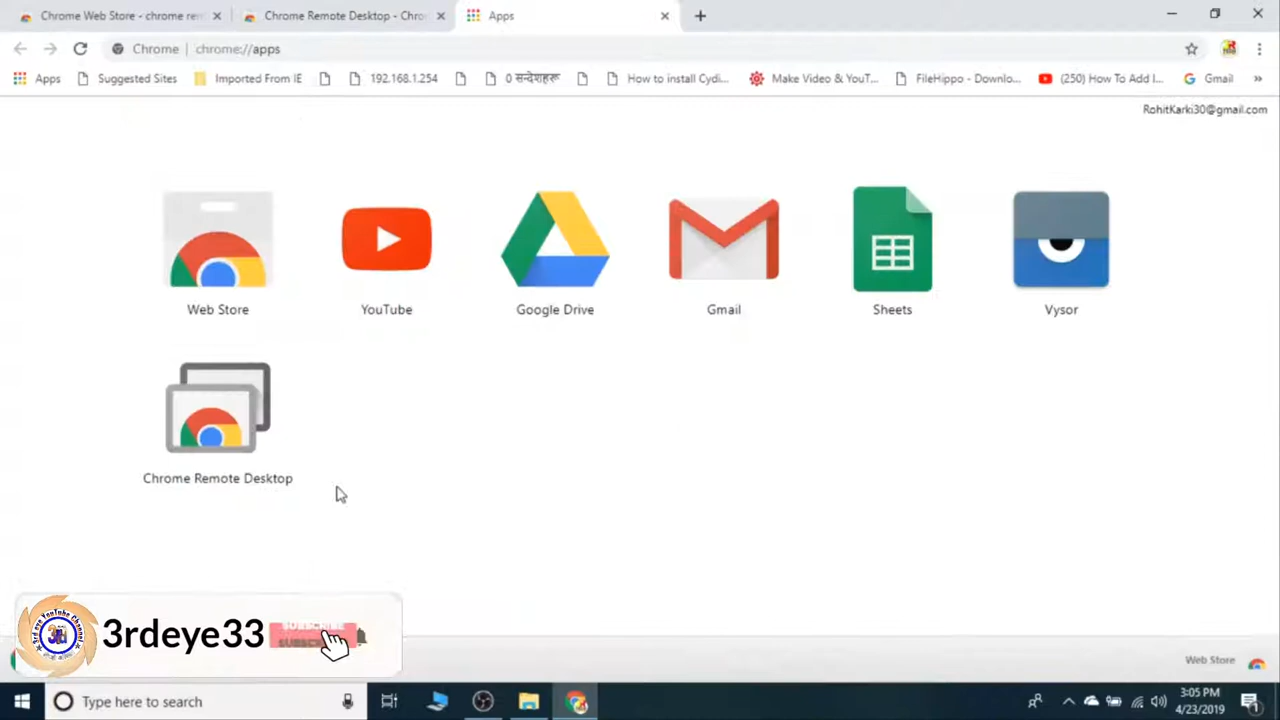 Chrome Web Store - chrome rem
Chrome Remote Desktop - Chro
Apps
Chrome | chrome://apps
Apps Suggested Sites Imported From IE 192.168.1.254 0 सन्देशहरू How to install Cydi... Make Video & YouT... FileHippo - Downlo... (250) How To Add I... Gmail »
RohitKarki30@gmail.com
Web Store YouTube Google Drive Gmail Sheets Vysor
Chrome Remote Desktop
3rdeye33 SUBSCRIBE
Web Store
Type here to search
3:05 PM
4/23/2019